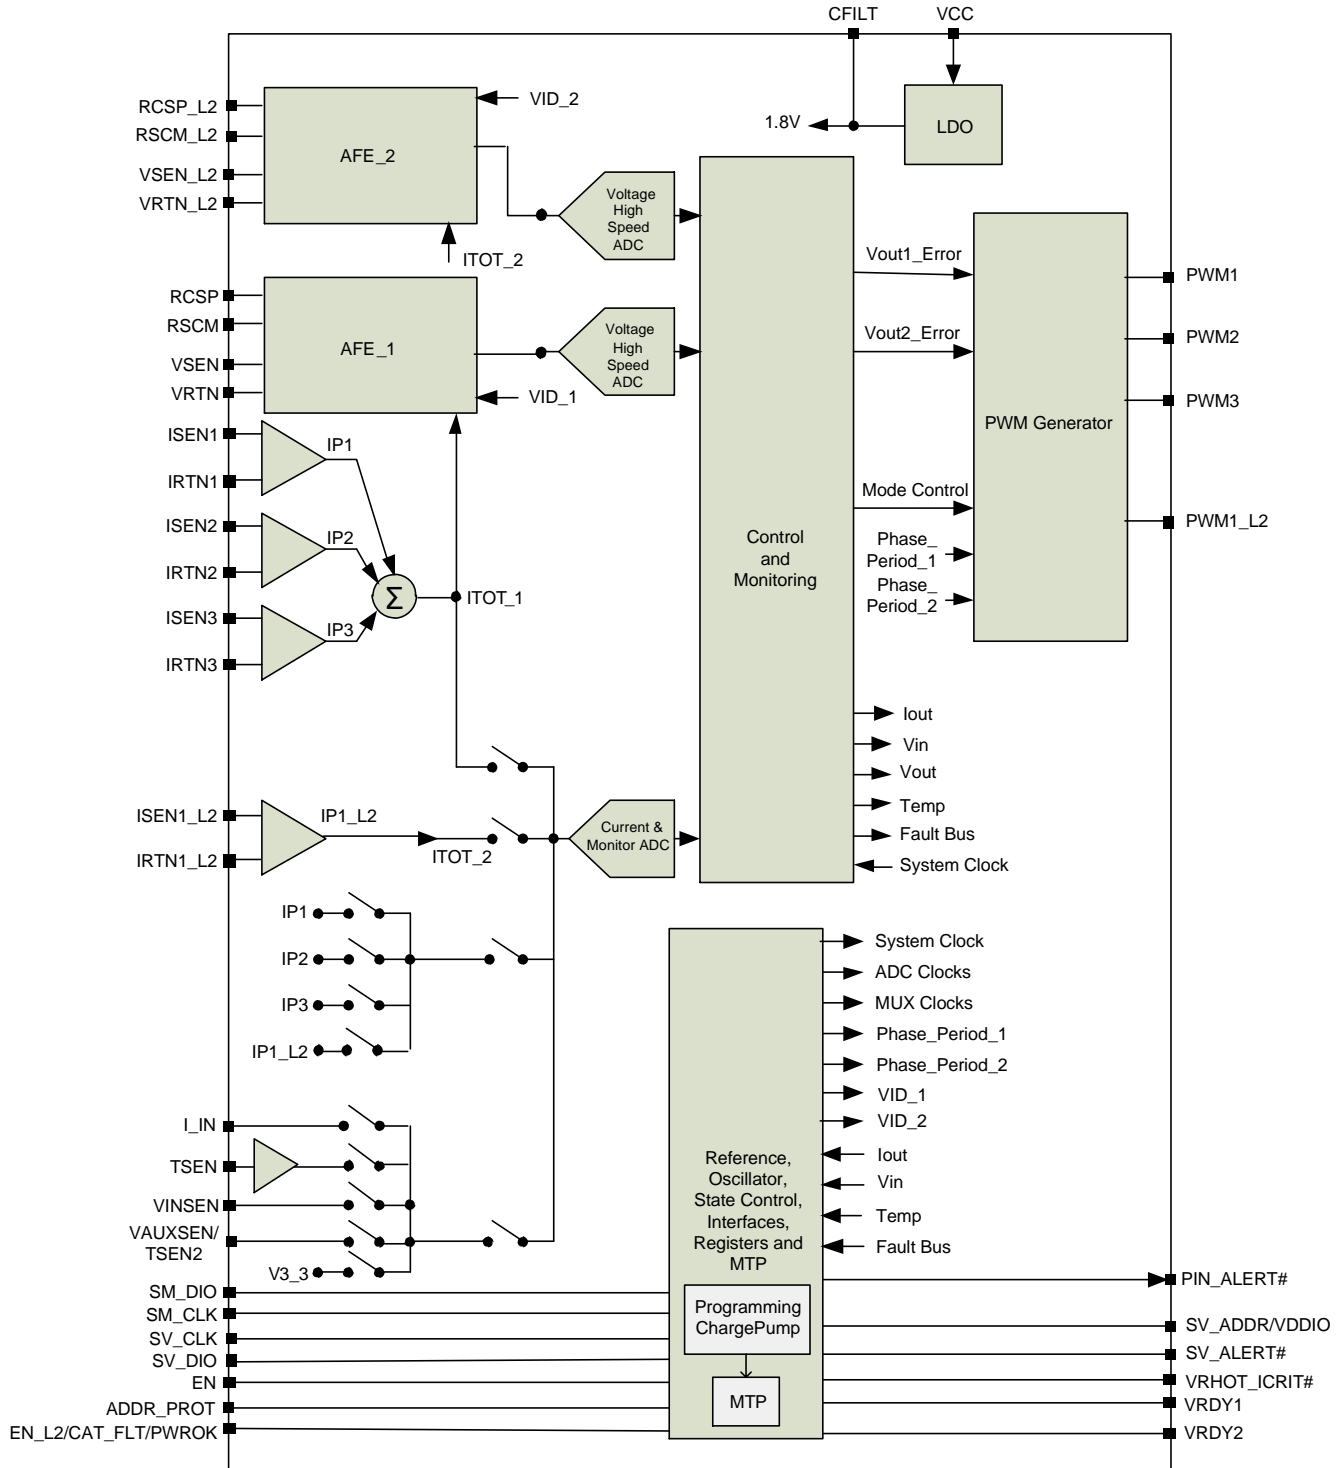 CFILT
VCC
RCSP_L2
RSCM_L2
VSEN_L2
VRTN_L2
AFE_2
VID_2
ITOT_2
1.8V
LDO
Voltage
High
Speed
ADC
RCSP
RSCM
VSEN
VRTN
AFE_1
VID_1
Voltage
High
Speed
ADC
Vout1_Error
Vout2_Error
Mode Control
Phase_
Period_1
Phase_
Period_2
PWM Generator
PWM1
PWM2
PWM3
PWM1_L2
ISEN1
IRTN1
IP1
ISEN2
IRTN2
IP2
ISEN3
IRTN3
IP3
Σ
ITOT_1
Control
and
Monitoring
Iout
Vin
Vout
Temp
Fault Bus
System Clock
ISEN1_L2
IRTN1_L2
IP1_L2
ITOT_2
Current &
Monitor ADC
IP1
IP2
IP3
IP1_L2
I_IN
TSEN
VINSEN
VAUXSEN/
TSEN2
V3_3
SM_DIO
SM_CLK
SV_CLK
SV_DIO
EN
ADDR_PROT
EN_L2/CAT_FLT/PWROK
Reference,
Oscillator,
State Control,
Interfaces,
Registers and
MTP
Programming
ChargePump
MTP
System Clock
ADC Clocks
MUX Clocks
Phase_Period_1
Phase_Period_2
VID_1
VID_2
Iout
Vin
Temp
Fault Bus
PIN_ALERT#
SV_ADDR/VDDIO
SV_ALERT#
VRHOT_ICRIT#
VRDY1
VRDY2